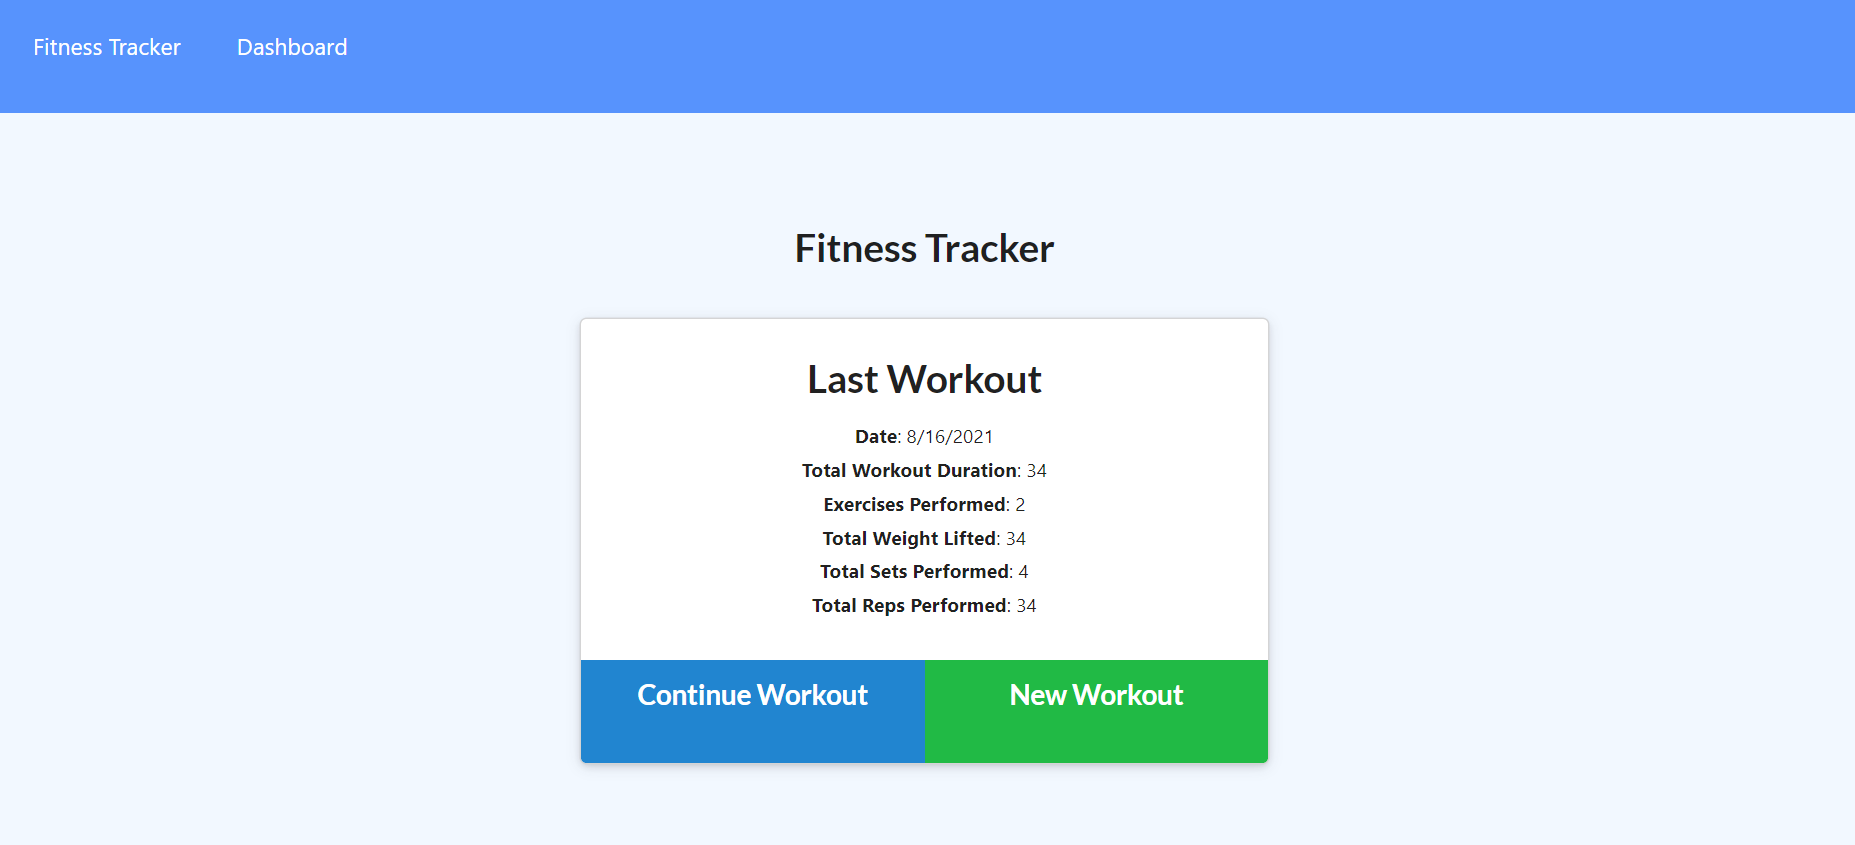 Fitness Tracker Dashboard
Fitness Tracker
Last Workout
Date: 8/16/2021
Total Workout Duration: 34
Exercises Performed: 2
Total Weight Lifted: 34
Total Sets Performed: 4
Total Reps Performed: 34
Continue Workout New Workout